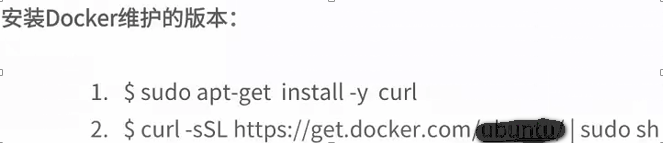 安装Docker维护的版本：
1. $ sudo apt-get install -y curl
2. $ curl -sSL https://get.docker.com/ | sudo sh